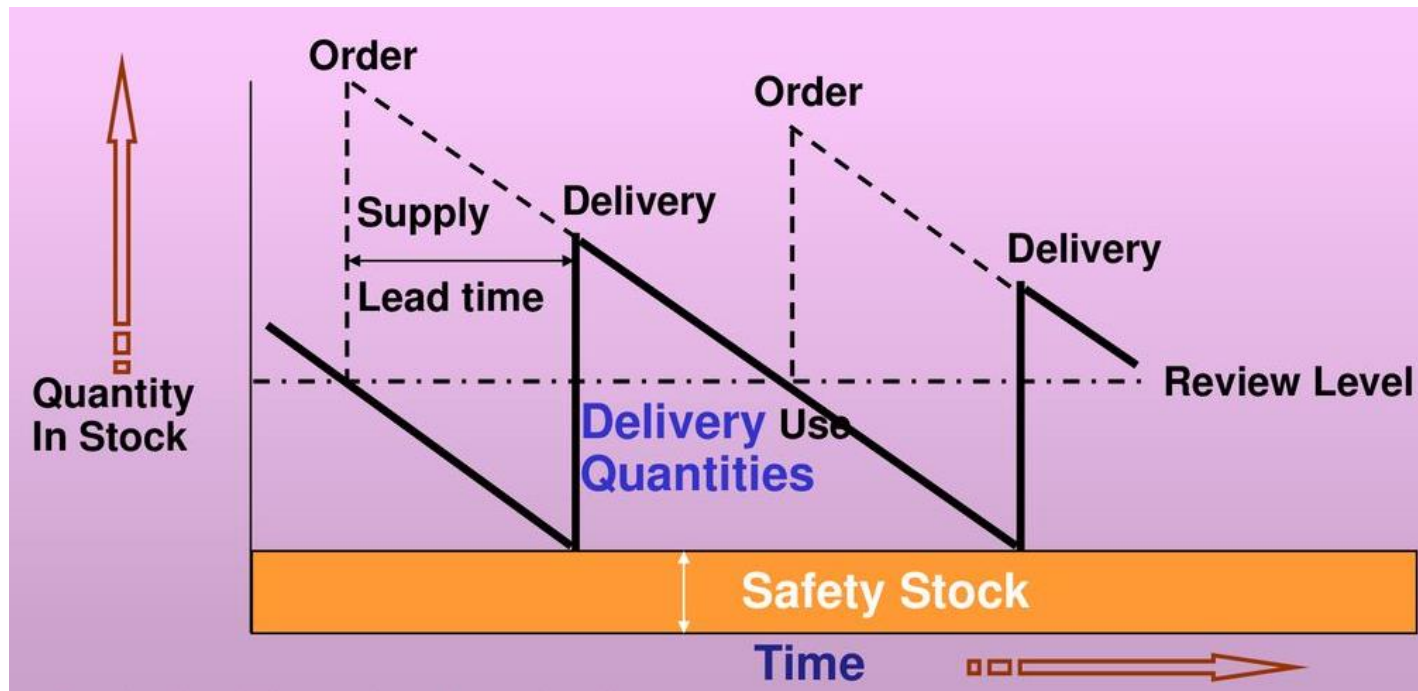 Order
Order
Supply
Delivery
Delivery
Lead time
Quantity
In Stock
Review Level
Delivery Use
Quantities
Safety Stock
Time